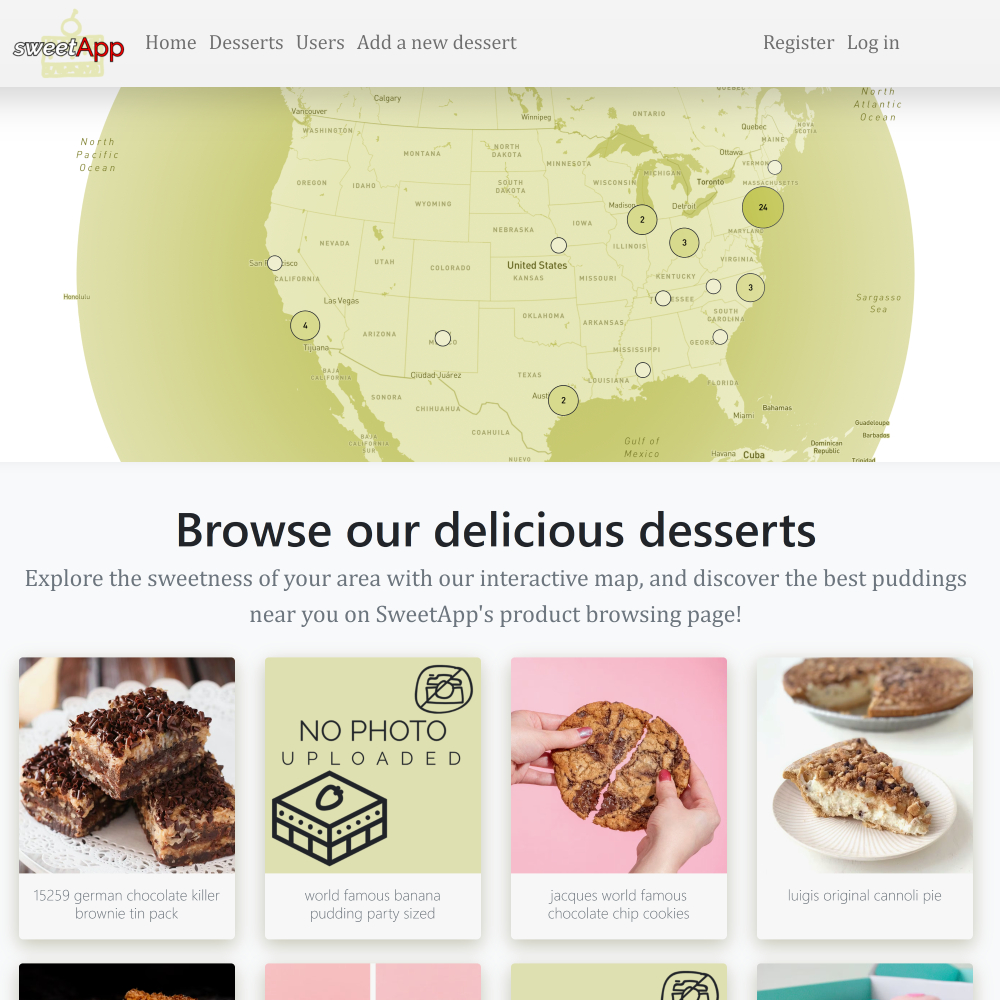 sweetApp Home Desserts Users Add a new dessert Register Log in
North
Pacific
Ocean
Honolulu
Vancouver
Calgary
Winnipeg
ONTARIO
Quebec
NOVA
SCOTIA
MAINE
North
Atlantic
Ocean
WASHINGTON
MONTANA
NORTH
DAKOTA
MINNESOTA
Ottawa
VERMONT
OREGON
IDAHO
SOUTH
DAKOTA
WISCONSIN
MICHIGAN
Toronto
MASSACHUSETTS
WYOMING
Madison
Detroit
24
2
NEBRASKA
IOWA
MARYLAND
NEVADA
UTAH
COLORADO
United States
KANSAS
MISSOURI
ILLINOIS
3
VIRGINIA
San
CALIFORNIA
KENTUCKY
3
Las Vegas
OKLAHOMA
ARKANSAS
SOUTH
CAROLINA
Sargasso
Sea
4
ARIZONA
Tijuana
MISSISSIPPI
Ciudad Juárez
TEXAS
LOUISIANA
FLORIDA
BAJA
CALIFORNIA
SONORA
CHIHUAHUA
2
Miami
Bahamas
COAHUILA
Gulf of
Mexico
Guadeloupe
Barbados
BAJA
CALIFORNIA
SUR
NUEVO
Havana
Cuba
Dominican
Republic
Trinidad
Browse our delicious desserts
Explore the sweetness of your area with our interactive map, and discover the best puddings
near you on SweetApp's product browsing page!
NO PHOTO
UPLOADED
15259 german chocolate killer
brownie tin pack
world famous banana
pudding party sized
jacques world famous
chocolate chip cookies
luigis original cannoli pie